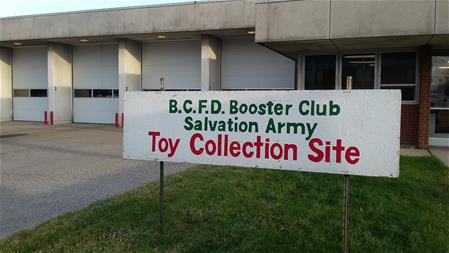 B.C.F.D. Booster Club
Salvation Army
Toy Collection Site